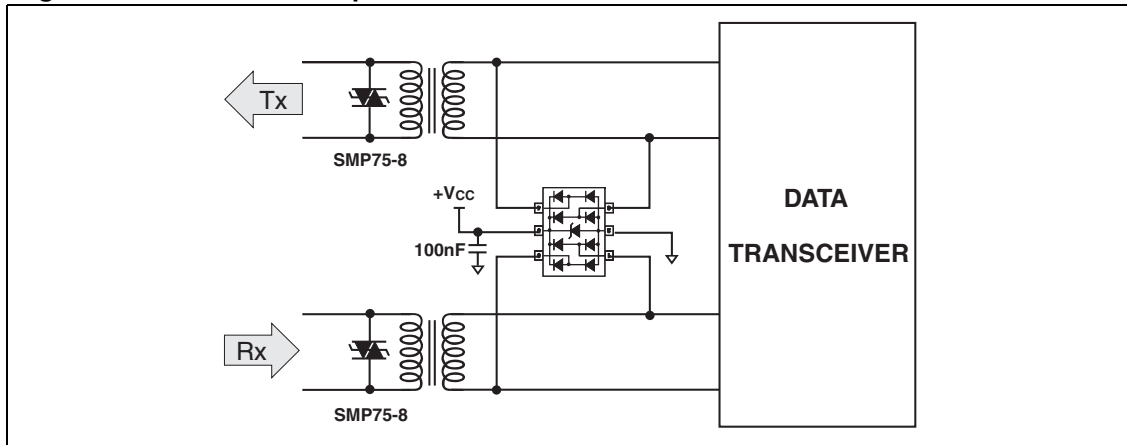 Tx
SMP75-8
+Vcc
100nF
DATA
TRANSCEIVER
Rx
SMP75-8